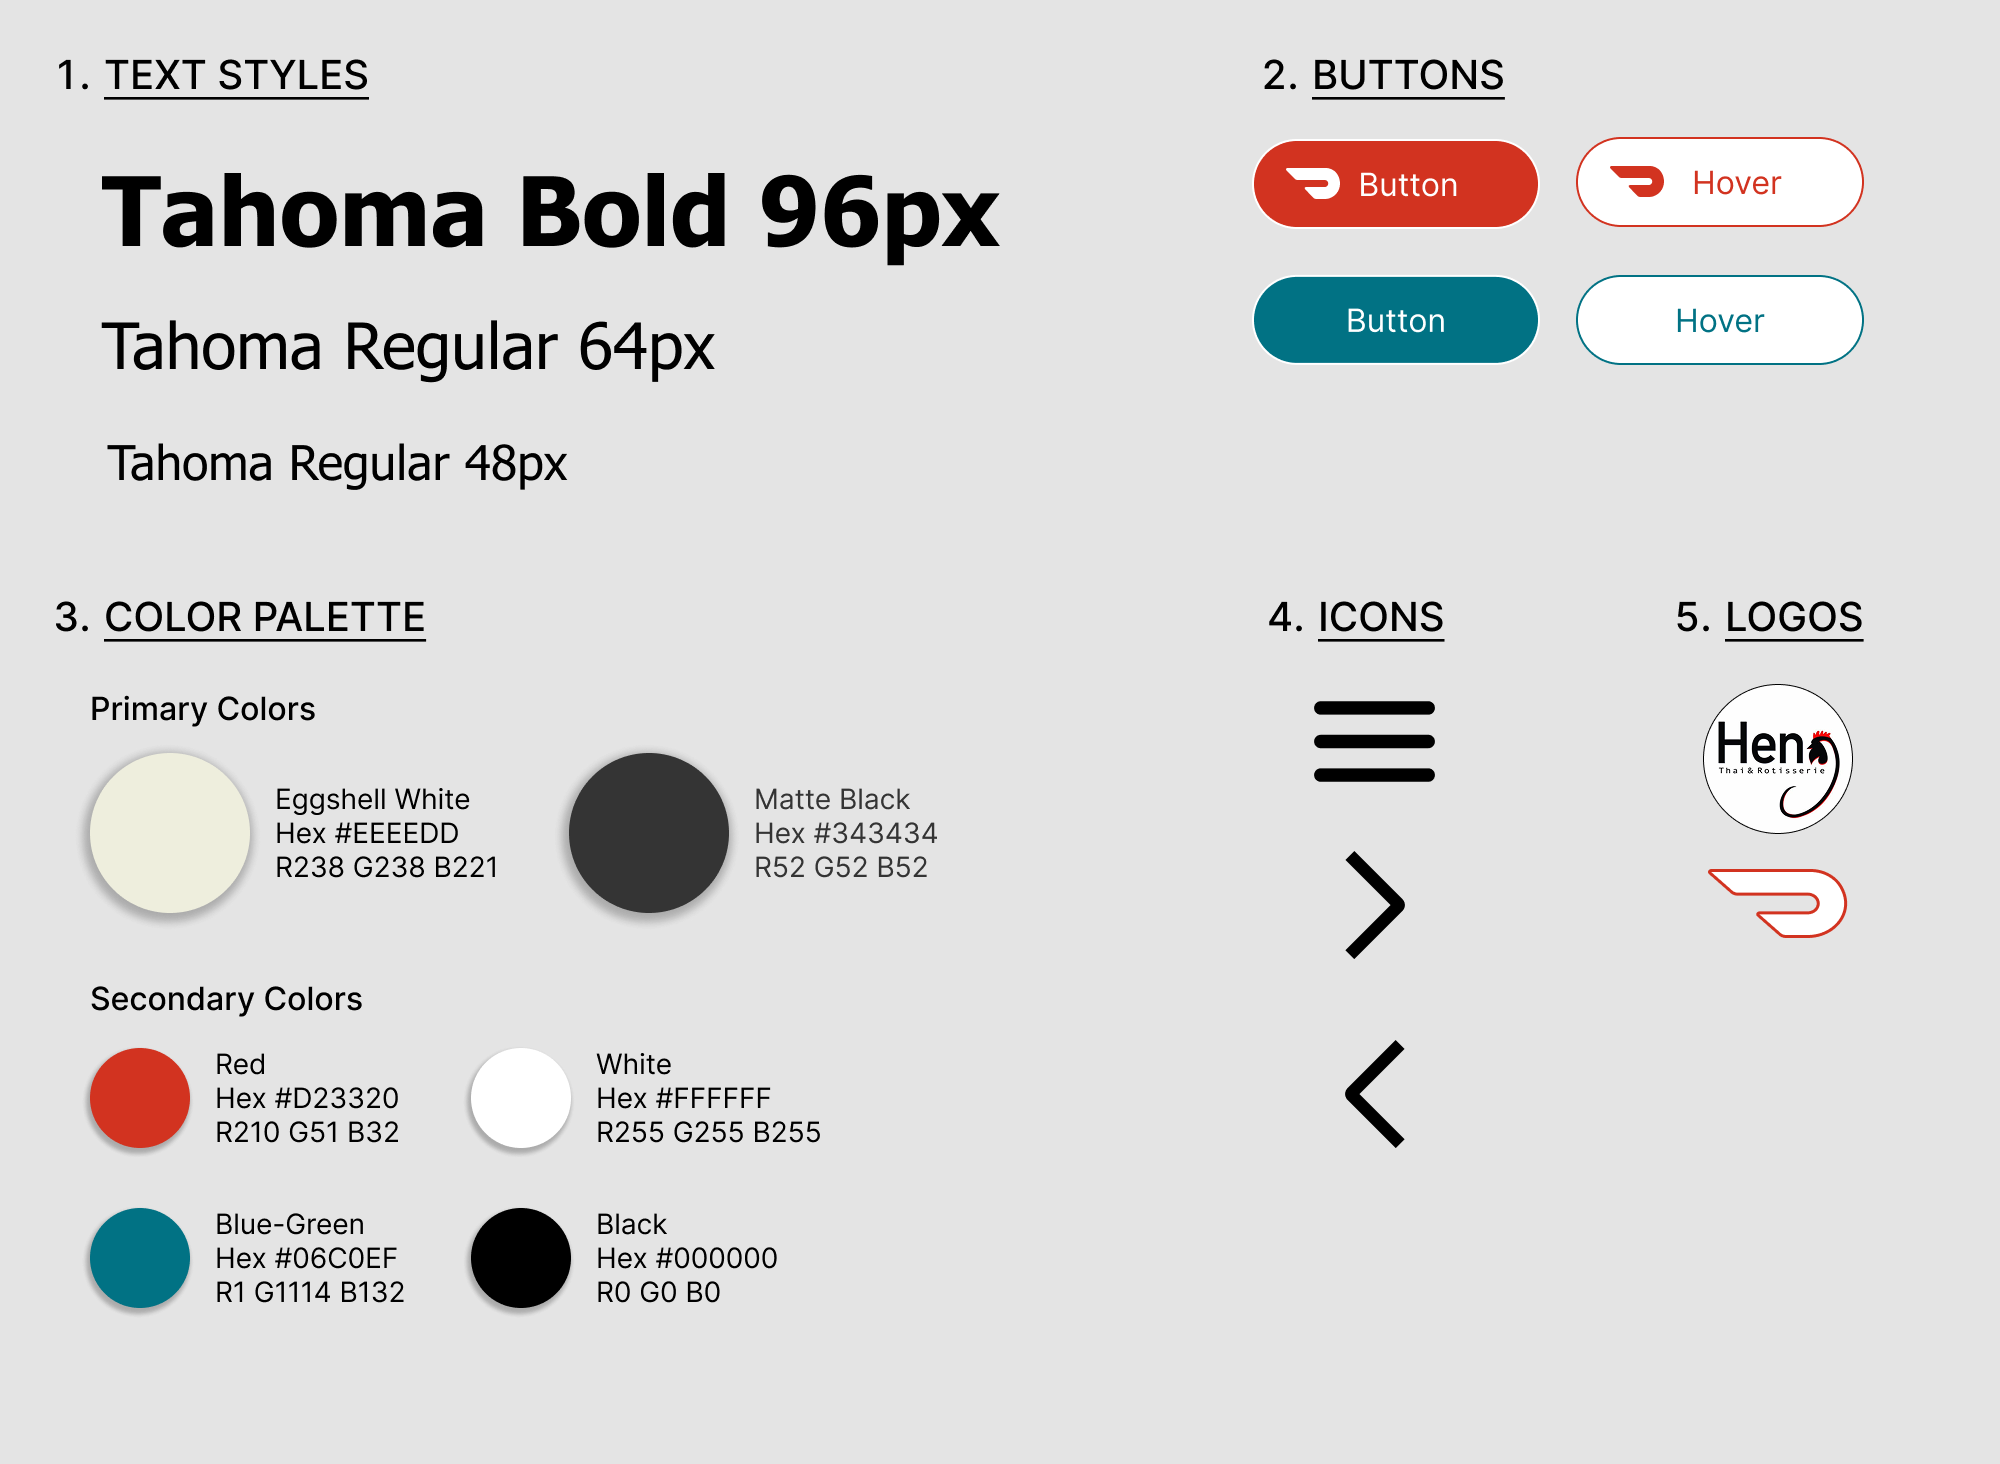 1. TEXT STYLES
Tahoma Bold 96px
Tahoma Regular 64px
Tahoma Regular 48px
2. BUTTONS
Button
Hover
Button
Hover
3. COLOR PALETTE
Primary Colors
Eggshell White
Hex #EEEEDD
R238 G238 B221
Matte Black
Hex #343434
R52 G52 B52
Secondary Colors
Red
Hex #D23320
R210 G51 B32
White
Hex #FFFFFF
R255 G255 B255
Blue-Green
Hex #06C0EF
R1 G1114 B132
Black
Hex #000000
R0 G0 B0
4. ICONS
5. LOGOS
Hen
Thai & Rotisserie